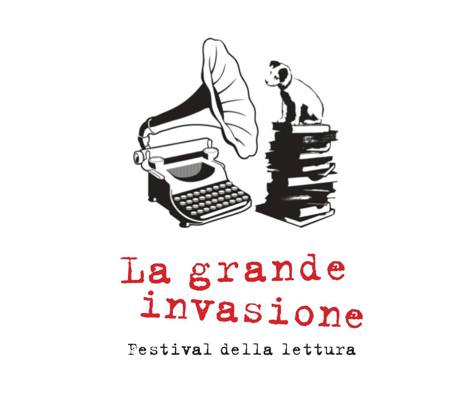 La grande
invasione
Festival della lettura